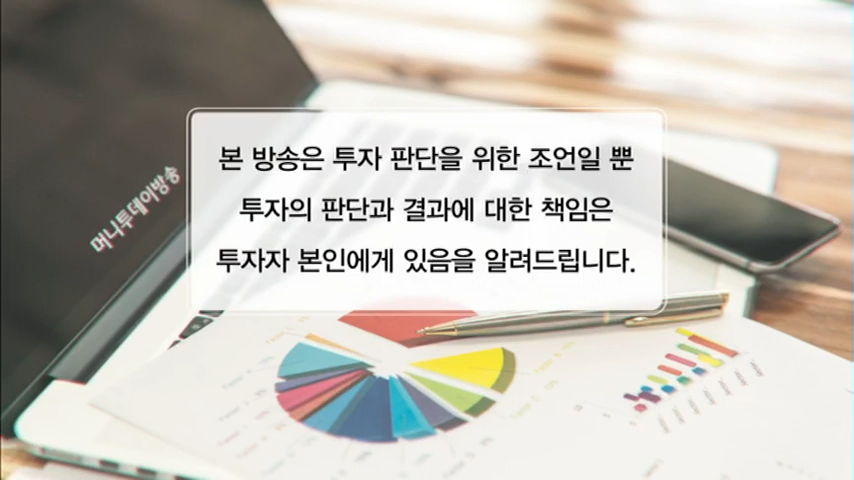 본 방송은 투자 판단을 위한 조언일 뿐
투자의 판단과 결과에 대한 책임은
투자자 본인에게 있음을 알려드립니다.
머니투데이방송